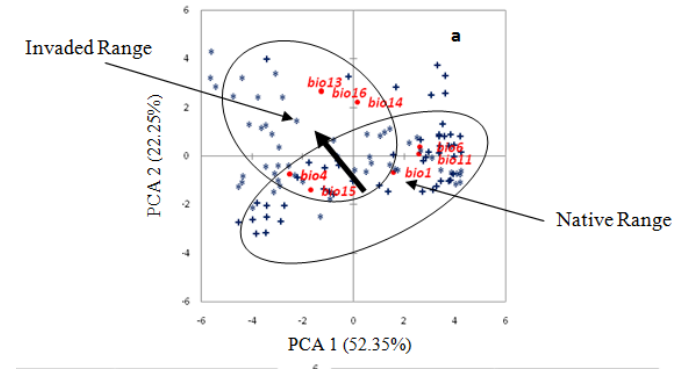 6
a
Invaded Range
4
bio13
bio16
bio14
2
PCA 2 (22.25%)
bio6
0
bio11
bio4
bio1
bio15
-2
Native Range
-4
-6
-6 -4 -2 0 2 4 6
PCA 1 (52.35%)